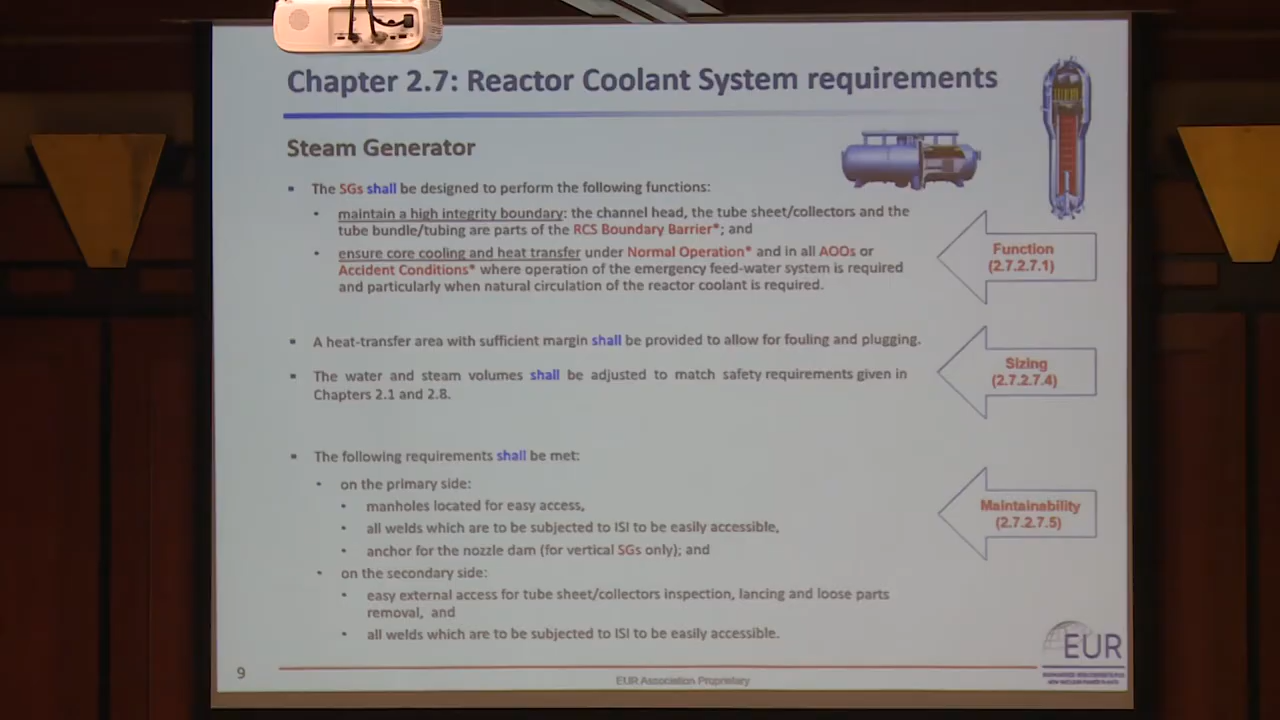 Chapter 2.7: Reactor Coolant System requirements
Steam Generator
▪ The SGs shall be designed to perform the following functions:
• maintain a high integrity boundary: the channel head, the tube sheet/collectors and the
tube bundle/tubing are parts of the RCS Boundary Barrier*; and
• ensure core cooling and heat transfer under Normal Operation* and in all AOOs or
Accident Conditions* where operation of the emergency feed-water system is required
and particularly when natural circulation of the reactor coolant is required.
Function
(2.7.2.7.1)
▪ A heat-transfer area with sufficient margin shall be provided to allow for fouling and plugging.
▪ The water and steam volumes shall be adjusted to match safety requirements given in
Chapters 2.1 and 2.8.
Sizing
(2.7.2.7.4)
▪ The following requirements shall be met:
• on the primary side:
• manholes located for easy access,
• all welds which are to be subjected to ISI to be easily accessible,
• anchor for the nozzle dam (for vertical SGs only); and
• on the secondary side:
• easy external access for tube sheet/collectors inspection, lancing and loose parts
removal, and
• all welds which are to be subjected to ISI to be easily accessible.
Maintainability
(2.7.2.7.5)
9
EUR Association Proprietary
EUR